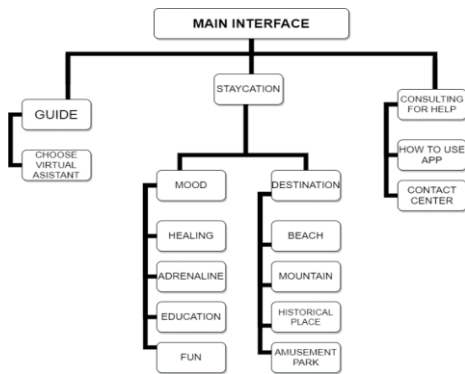 MAIN INTERFACE
GUIDE
CHOOSE
VIRTUAL
ASISTANT
STAYCATION
MOOD
HEALING
ADRENALINE
EDUCATION
FUN
DESTINATION
BEACH
MOUNTAIN
HISTORICAL
PLACE
AMUSEMENT
PARK
CONSULTING
FOR HELP
HOW TO USE
APP
CONTACT
CENTER